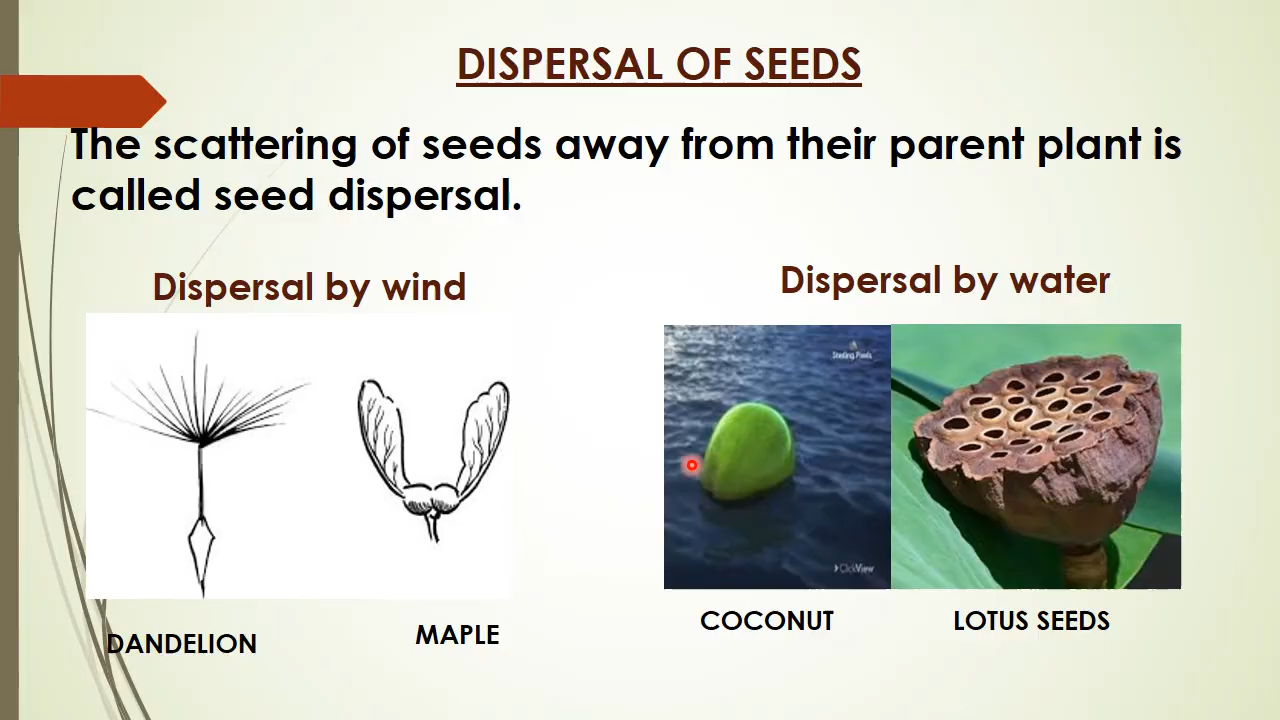 DISPERSAL OF SEEDS
The scattering of seeds away from their parent plant is
called seed dispersal.
Dispersal by wind
Dispersal by water
Sterling Pixels
ClickView
DANDELION
MAPLE
COCONUT
LOTUS SEEDS